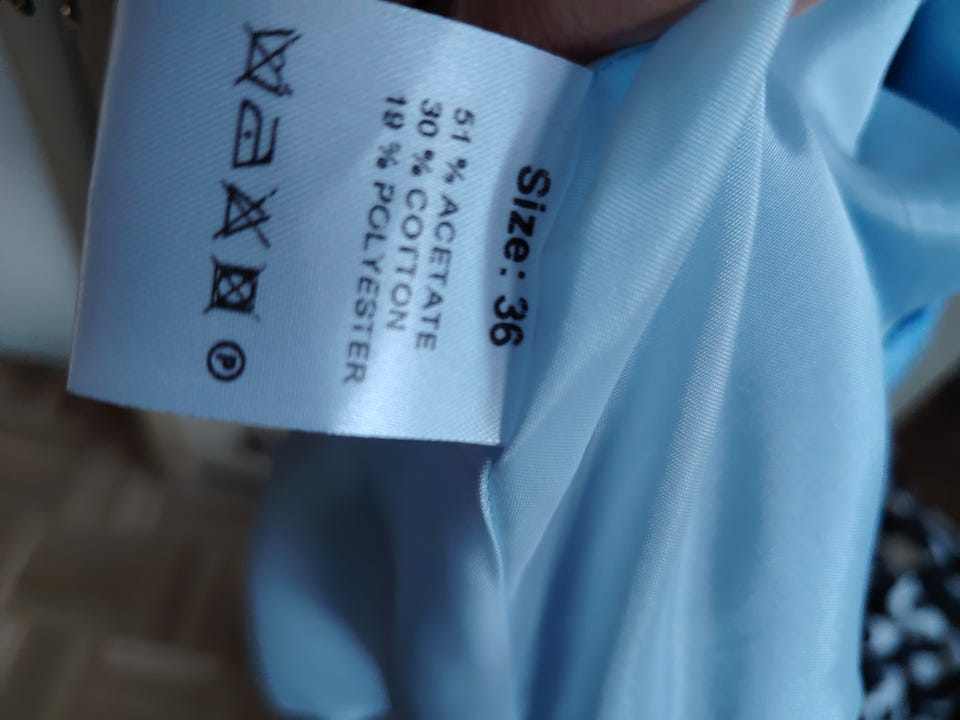 Size: 36
51 % ACETATE
30 % COTTON
19 % POLYESTER
P